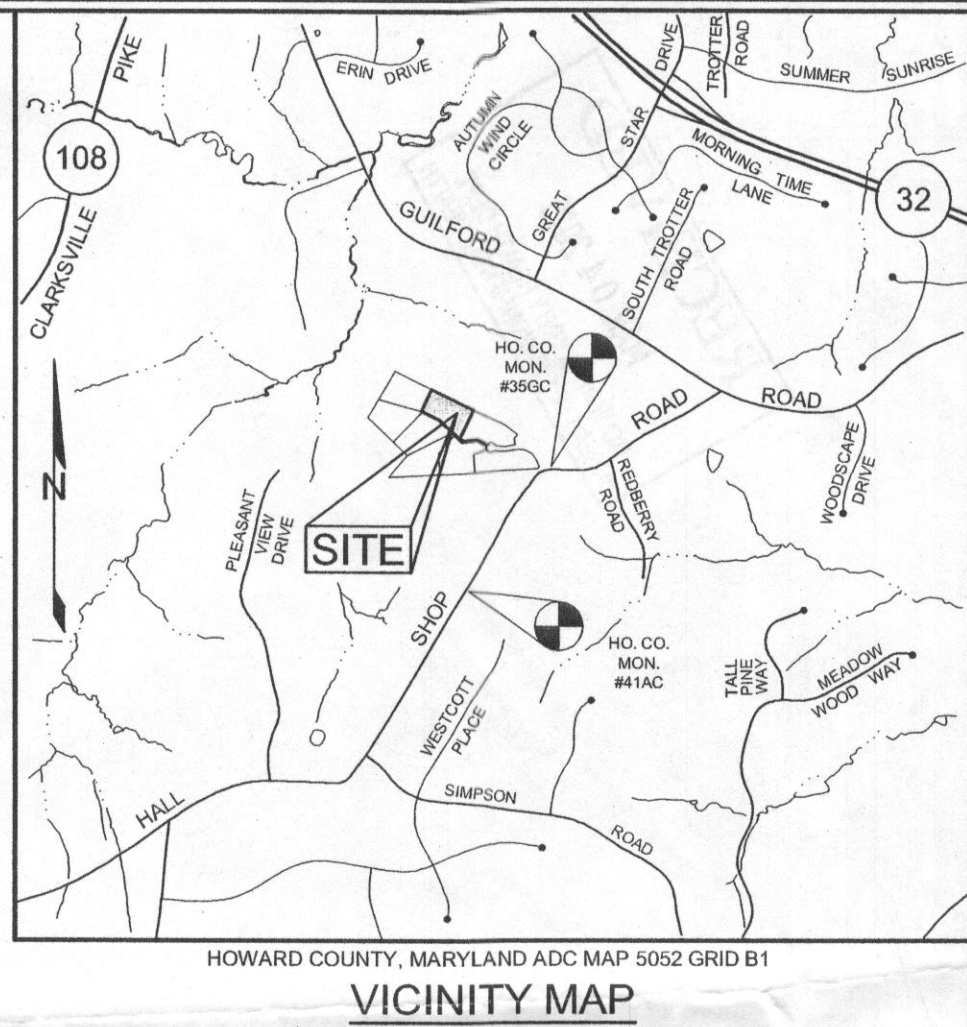 PIKE
108
CLARKSVILLE
ERIN DRIVE
AUTUMN
WIND
CIRCLE
GREAT STAR DRIVE
TROTTER
ROAD
SUMMER SUNRISE
MORNING TIME
LANE
32
GUILFORD
SOUTH TROTTER
ROAD
HO. CO.
MON.
#35GC
ROAD
ROAD
WOODSCAPE
DRIVE
REDBERRY
ROAD
N
PLEASANT
VIEW
DRIVE
SITE
SHOP
HO. CO.
MON.
#41AC
WESTCOTT
PLACE
TALL
PINE
WAY
MEADOW
WOOD WAY
HALL
SIMPSON
ROAD
HOWARD COUNTY, MARYLAND ADC MAP 5052 GRID B1
VICINITY MAP